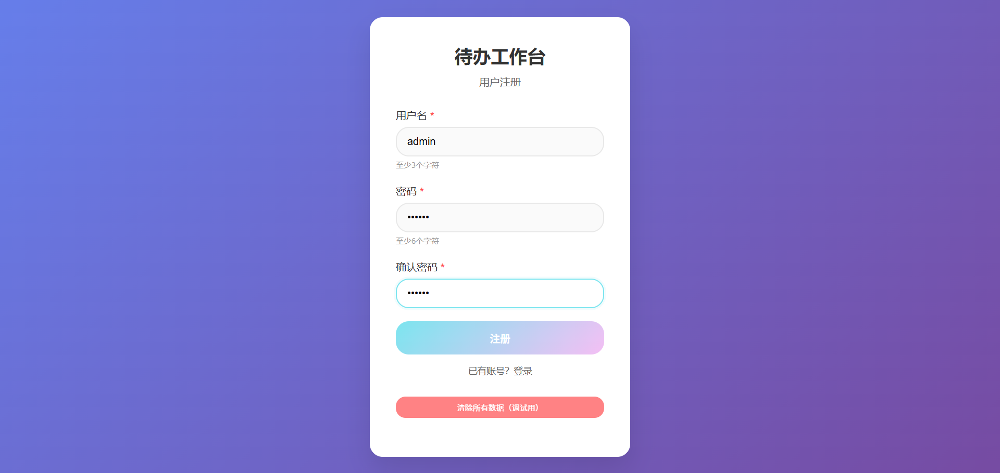 待办工作台
用户注册
用户名 *
admin
至少3个字符
密码 *
••••••
至少6个字符
确认密码 *
••••••
注册
已有账号? 登录
清除所有数据（调试用）